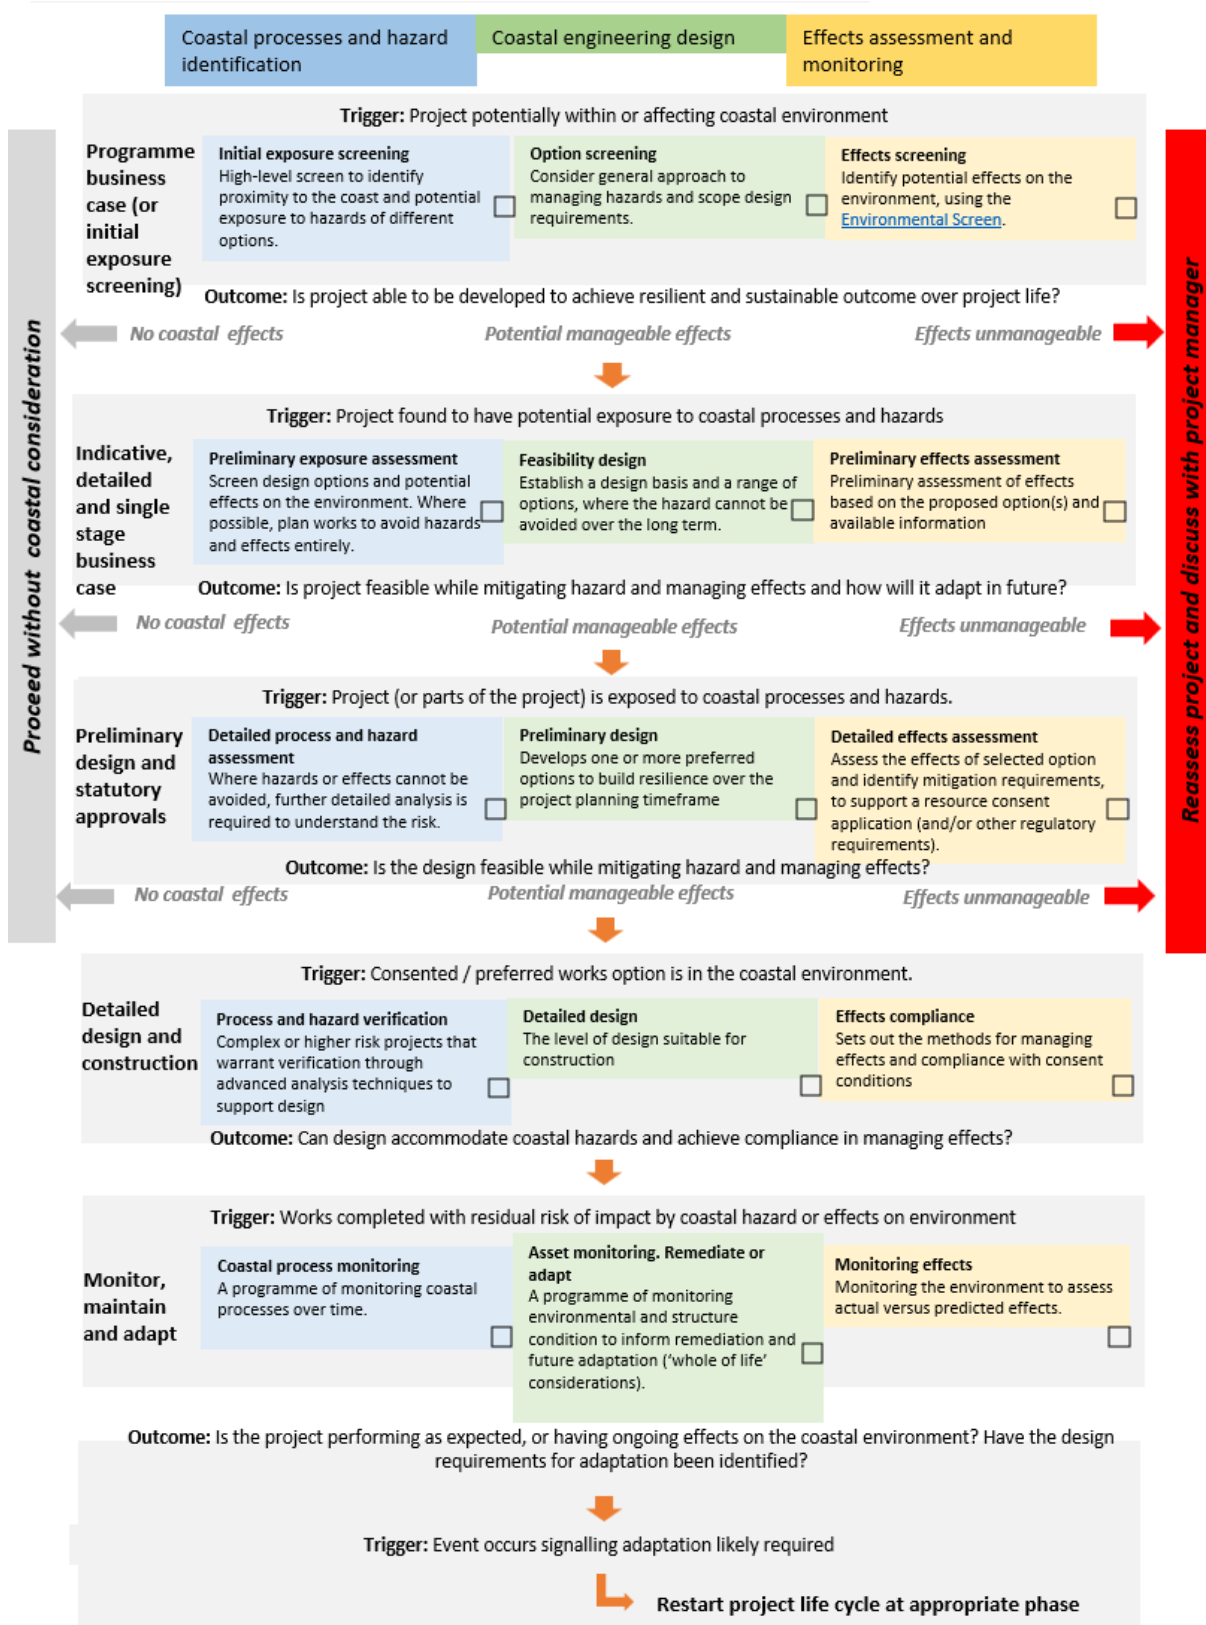 Coastal processes and hazard
identification
Coastal engineering design
Effects assessment and
monitoring
Proceed without coastal consideration
Reassess project and discuss with project manager
Trigger: Project potentially within or affecting coastal environment
Programme
business
case (or
initial
exposure
screening)
Initial exposure screening
High-level screen to identify
proximity to the coast and potential
exposure to hazards of different
options.
Option screening
Consider general approach to
managing hazards and scope design
requirements.
Effects screening
Identify potential effects on the
environment, using the
Environmental Screen.
Outcome: Is project able to be developed to achieve resilient and sustainable outcome over project life?
No coastal effects
Potential manageable effects
Effects unmanageable
Trigger: Project found to have potential exposure to coastal processes and hazards
Indicative,
detailed
and single
stage
business
case
Preliminary exposure assessment
Screen design options and potential
effects on the environment. Where
possible, plan works to avoid hazards
and effects entirely.
Feasibility design
Establish a design basis and a range of
options, where the hazard cannot be
avoided over the long term.
Preliminary effects assessment
Preliminary assessment of effects
based on the proposed option(s) and
available information
Outcome: Is project feasible while mitigating hazard and managing effects and how will it adapt in future?
No coastal effects
Potential manageable effects
Effects unmanageable
Trigger: Project (or parts of the project) is exposed to coastal processes and hazards.
Preliminary
design and
statutory
approvals
Detailed process and hazard
assessment
Where hazards or effects cannot be
avoided, further detailed analysis is
required to understand the risk.
Preliminary design
Develops one or more preferred
options to build resilience over the
project planning timeframe
Detailed effects assessment
Assess the effects of selected option
and identify mitigation requirements,
to support a resource consent
application (and/or other regulatory
requirements).
Outcome: Is the design feasible while mitigating hazard and managing effects?
No coastal effects
Potential manageable effects
Effects unmanageable
Trigger: Consented / preferred works option is in the coastal environment.
Detailed
design and
construction
Process and hazard verification
Complex or higher risk projects that
warrant verification through
advanced analysis techniques to
support design
Detailed design
The level of design suitable for
construction
Effects compliance
Sets out the methods for managing
effects and compliance with consent
conditions
Outcome: Can design accommodate coastal hazards and achieve compliance in managing effects?
Trigger: Works completed with residual risk of impact by coastal hazard or effects on environment
Monitor,
maintain
and adapt
Coastal process monitoring
A programme of monitoring coastal
processes over time.
Asset monitoring. Remediate or
adapt
A programme of monitoring
environmental and structure
condition to inform remediation and
future adaptation (‘whole of life’
considerations).
Monitoring effects
Monitoring the environment to assess
actual versus predicted effects.
Outcome: Is the project performing as expected, or having ongoing effects on the coastal environment? Have the design
requirements for adaptation been identified?
Trigger: Event occurs signalling adaptation likely required
Restart project life cycle at appropriate phase